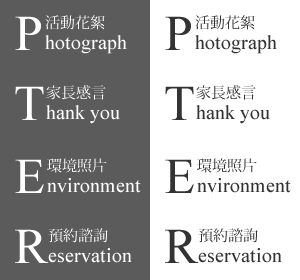 活動花絮
Photograph
家長感言
Thank you
環境照片
Environment
預約諮詢
Reservation
活動花絮
Photograph
家長感言
Thank you
環境照片
Environment
預約諮詢
Reservation